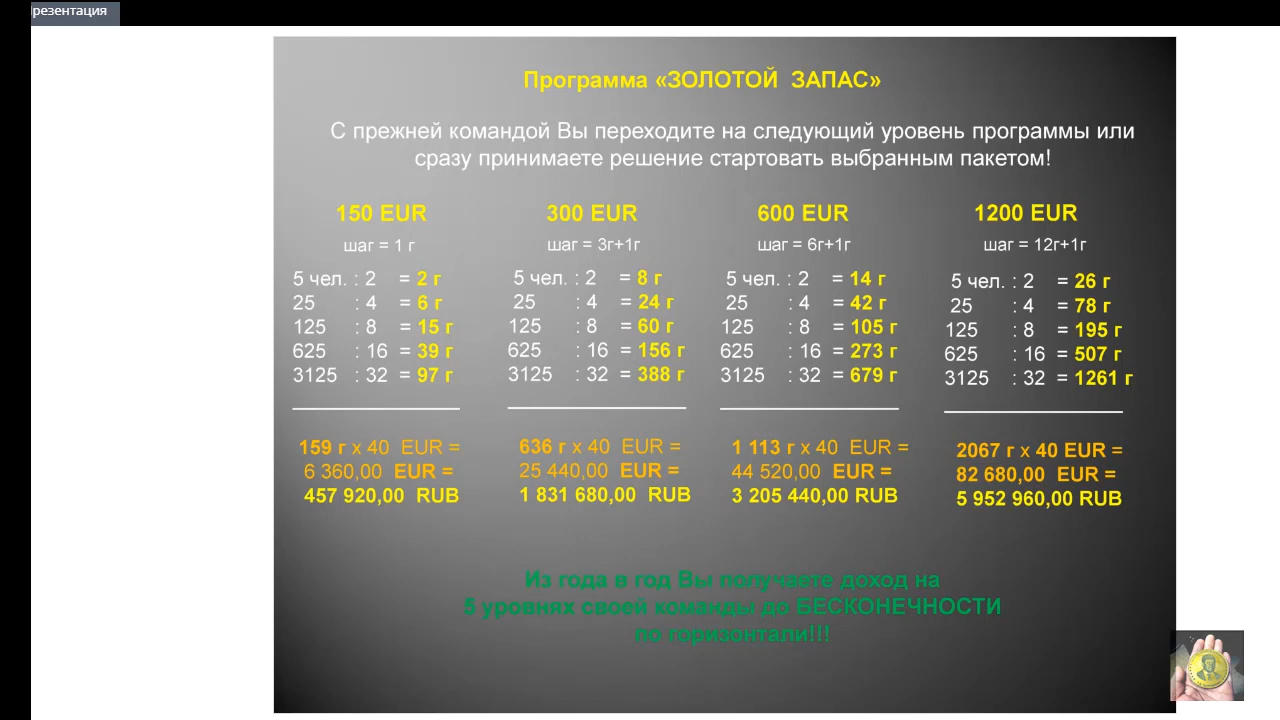 резентация
Программа «ЗОЛОТОЙ ЗАПАС»
С прежней командой Вы переходите на следующий уровень программы или
сразу принимаете решение стартовать выбранным пакетом!
150 EUR
шаг = 1 г
5 чел. : 2 = 2 г
25 : 4 = 6 г
125 : 8 = 15 г
625 : 16 = 39 г
3125 : 32 = 97 г
159 г х 40 EUR =
6 360,00 EUR =
457 920,00 RUB
300 EUR
шаг = 3г+1г
5 чел. : 2 = 8 г
25 : 4 = 24 г
125 : 8 = 60 г
625 : 16 = 156 г
3125 : 32 = 388 г
636 г х 40 EUR =
25 440,00 EUR =
1 831 680,00 RUB
600 EUR
шаг = 6г+1г
5 чел. : 2 = 14 г
25 : 4 = 42 г
125 : 8 = 105 г
625 : 16 = 273 г
3125 : 32 = 679 г
1 113 г х 40 EUR =
44 520,00 EUR =
3 205 440,00 RUB
1200 EUR
шаг = 12г+1г
5 чел. : 2 = 26 г
25 : 4 = 78 г
125 : 8 = 195 г
625 : 16 = 507 г
3125 : 32 = 1261 г
2067 г х 40 EUR =
82 680,00 EUR =
5 952 960,00 RUB
Из года в год Вы получаете доход на
5 уровнях своей команды до БЕСКОНЕЧНОСТИ
по горизонтали!!!